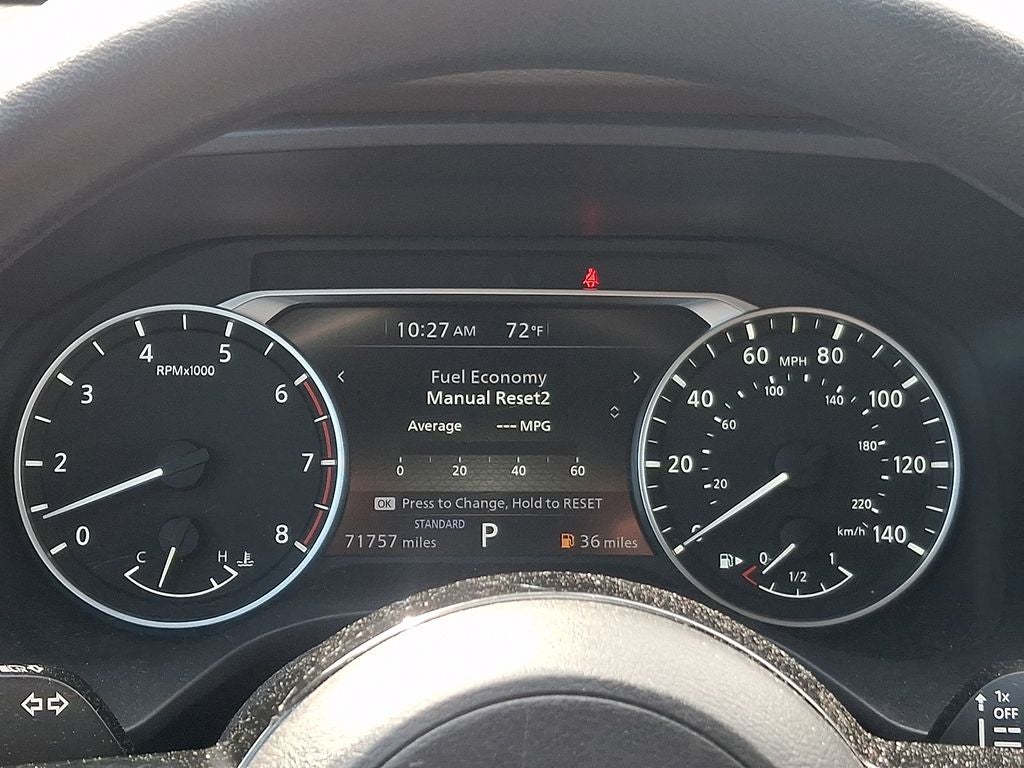 10:27 AM 72°F
Fuel Economy
Manual Reset2
Average --- MPG
0 20 40 60
OK Press to Change, Hold to RESET
STANDARD
71757 miles P 36 miles
0 2 3 4 5 6 7 8
RPMx1000
C H
20 40 60 80 100 120 140
MPH
20 60 100 140 180 220
km/h
0 1/2 1
1x
OFF